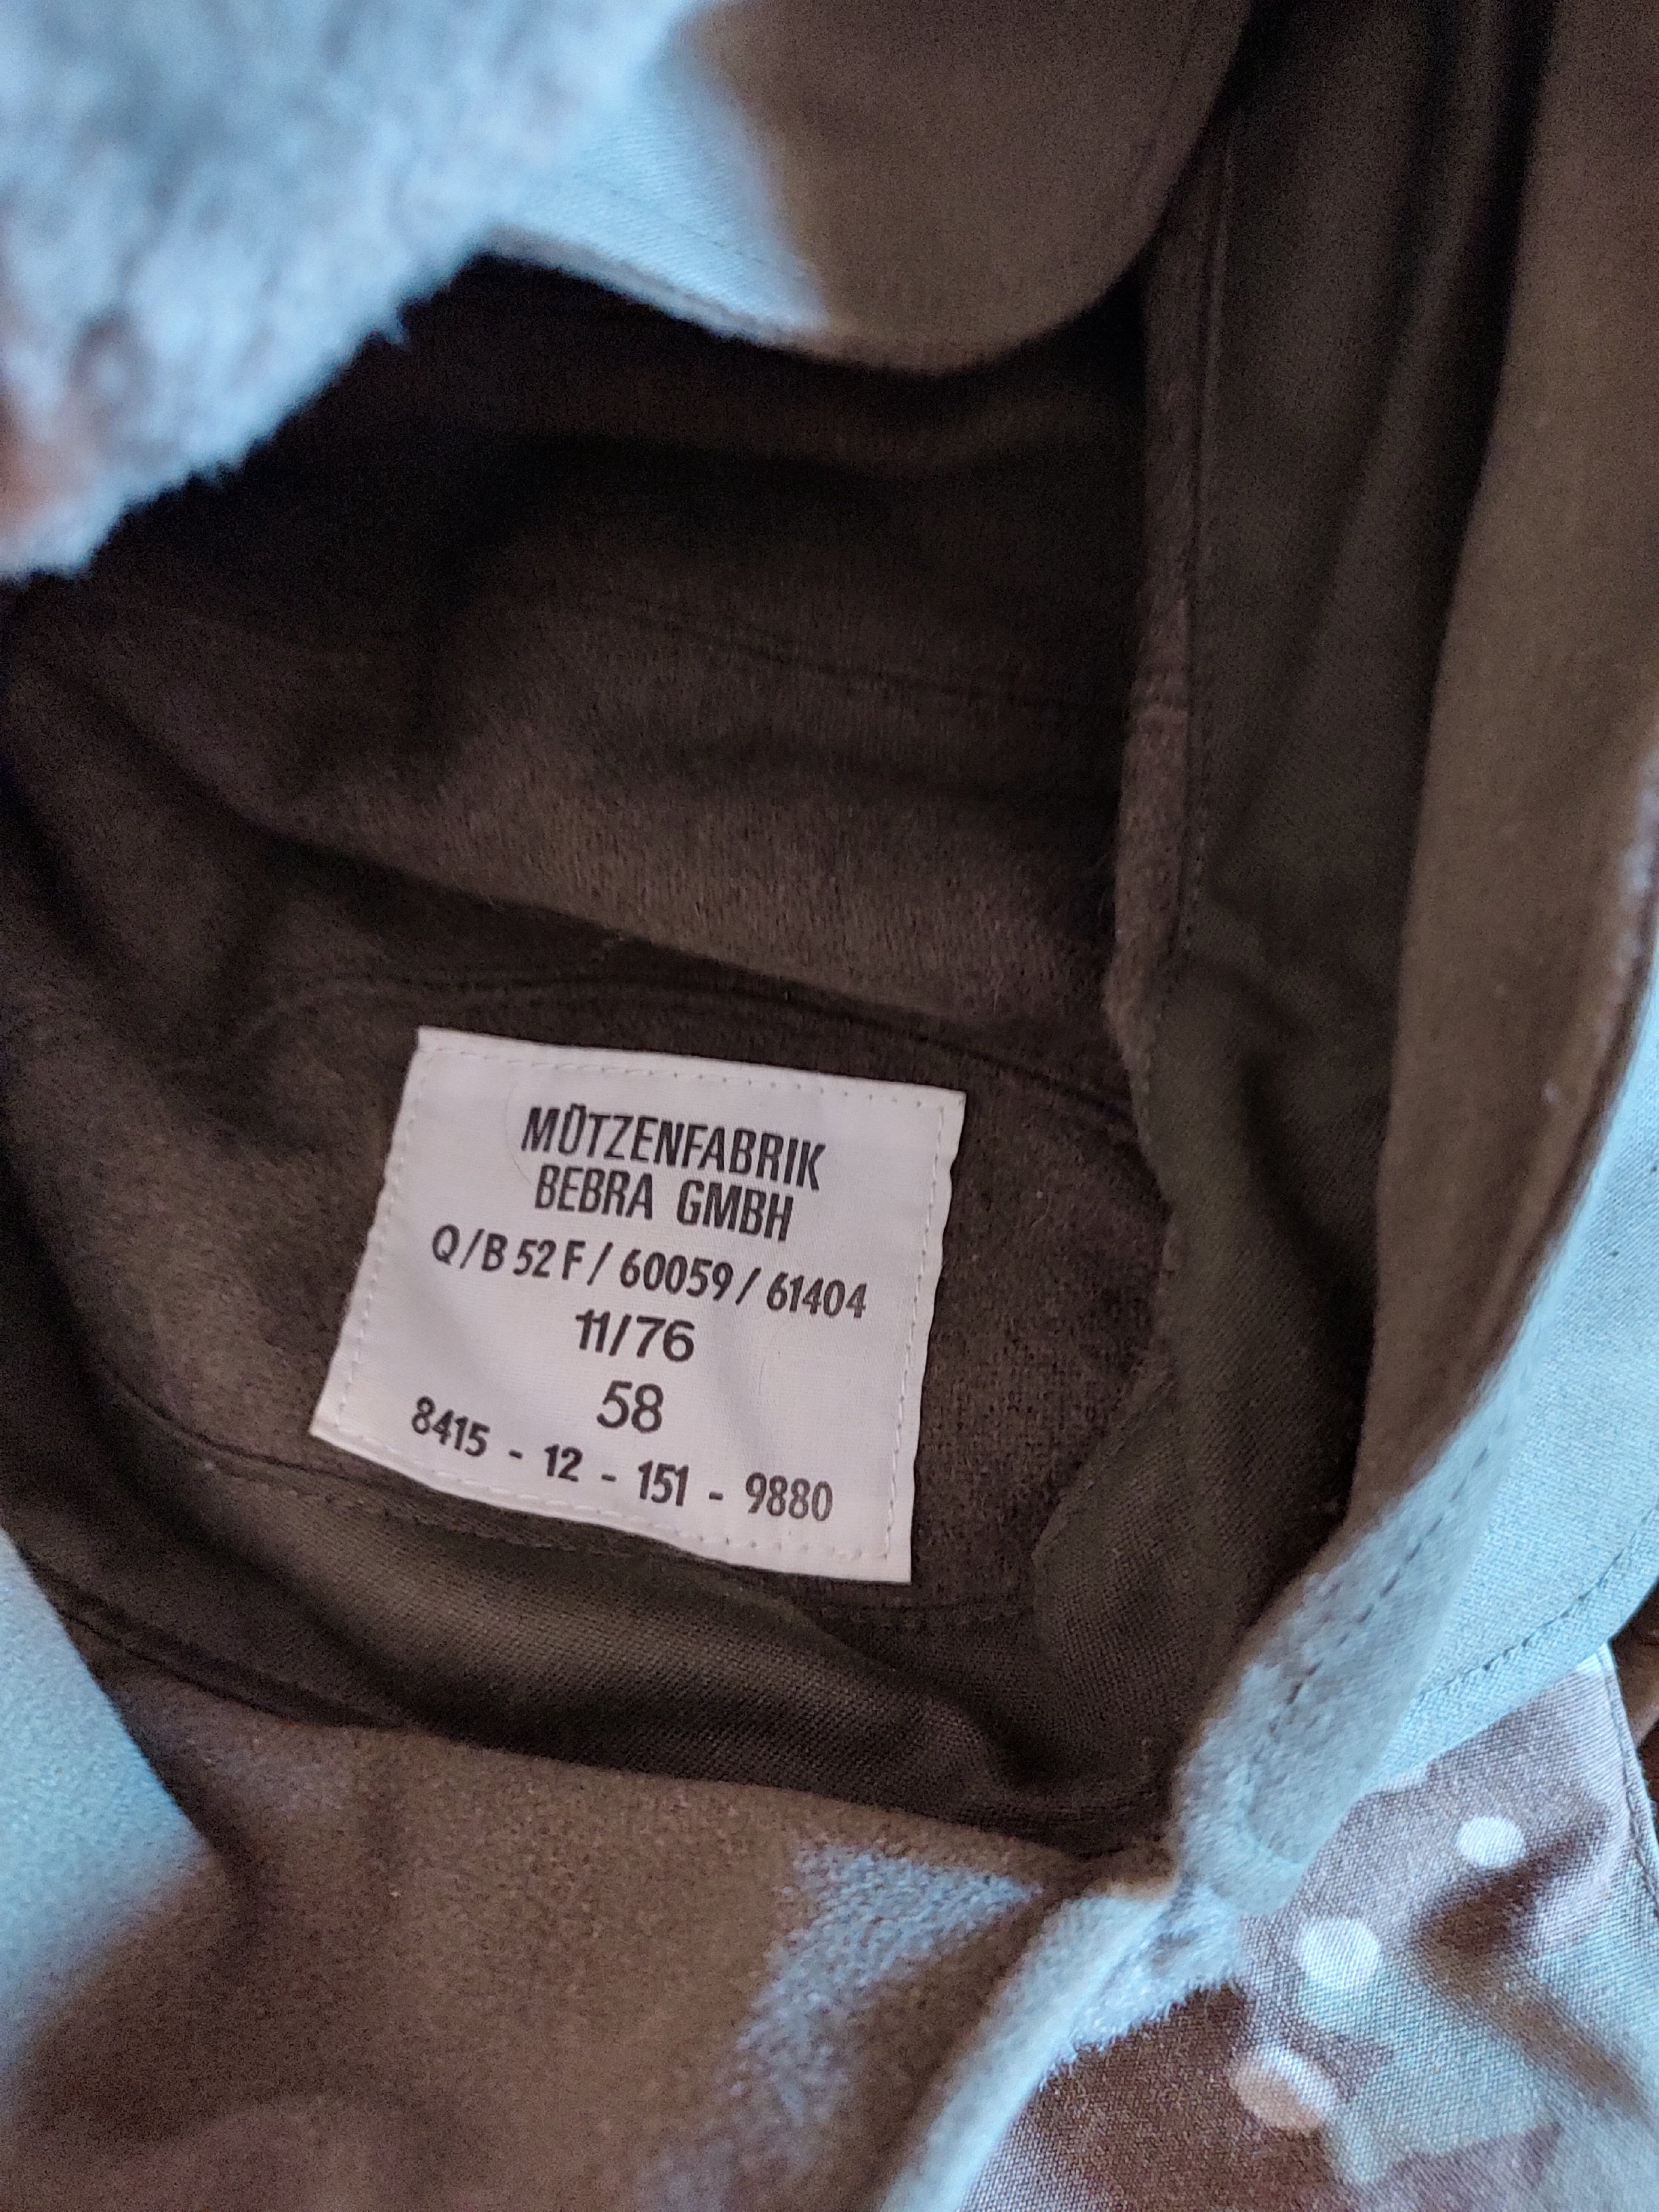 MÜTZENFABRIK
BEBRA GMBH
Q/B 52 F / 60059 / 61404
11/76
58
8415 - 12 - 151 - 9880